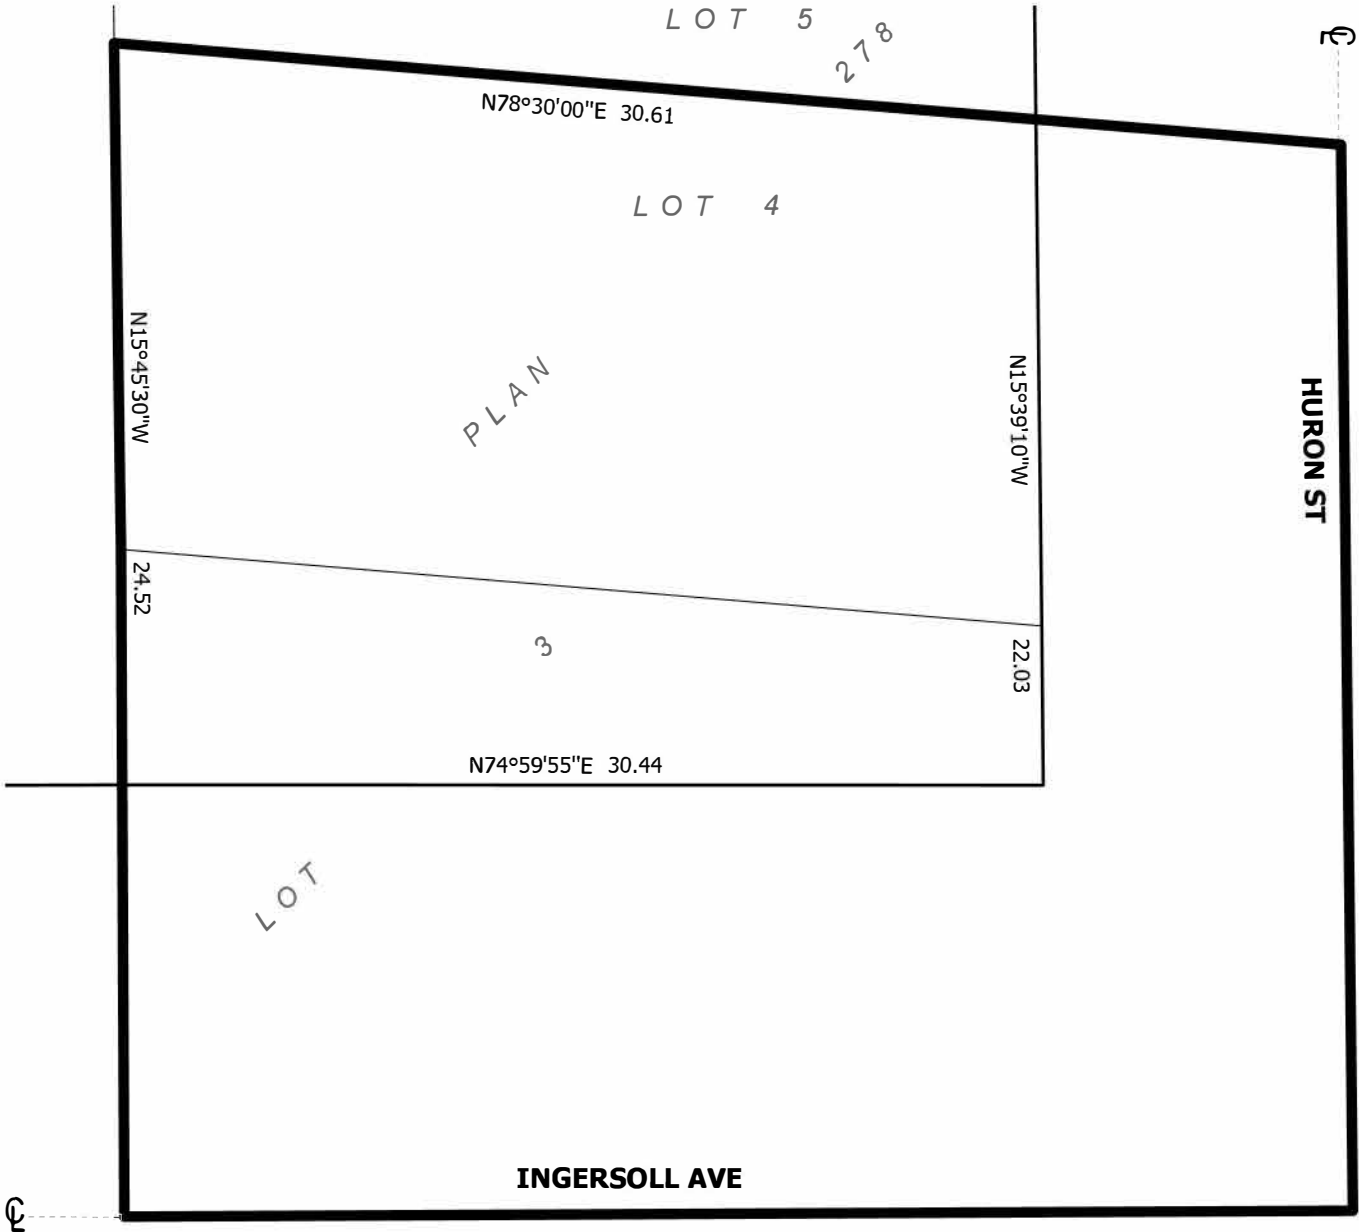 LOT 5
278
℄
N78°30'00"E 30.61
LOT 4
N15°45'30"W
PLAN
N15°39'10"W
HURON ST
24.52
3
22.03
N74°59'55"E 30.44
LOT
INGERSOLL AVE
℄